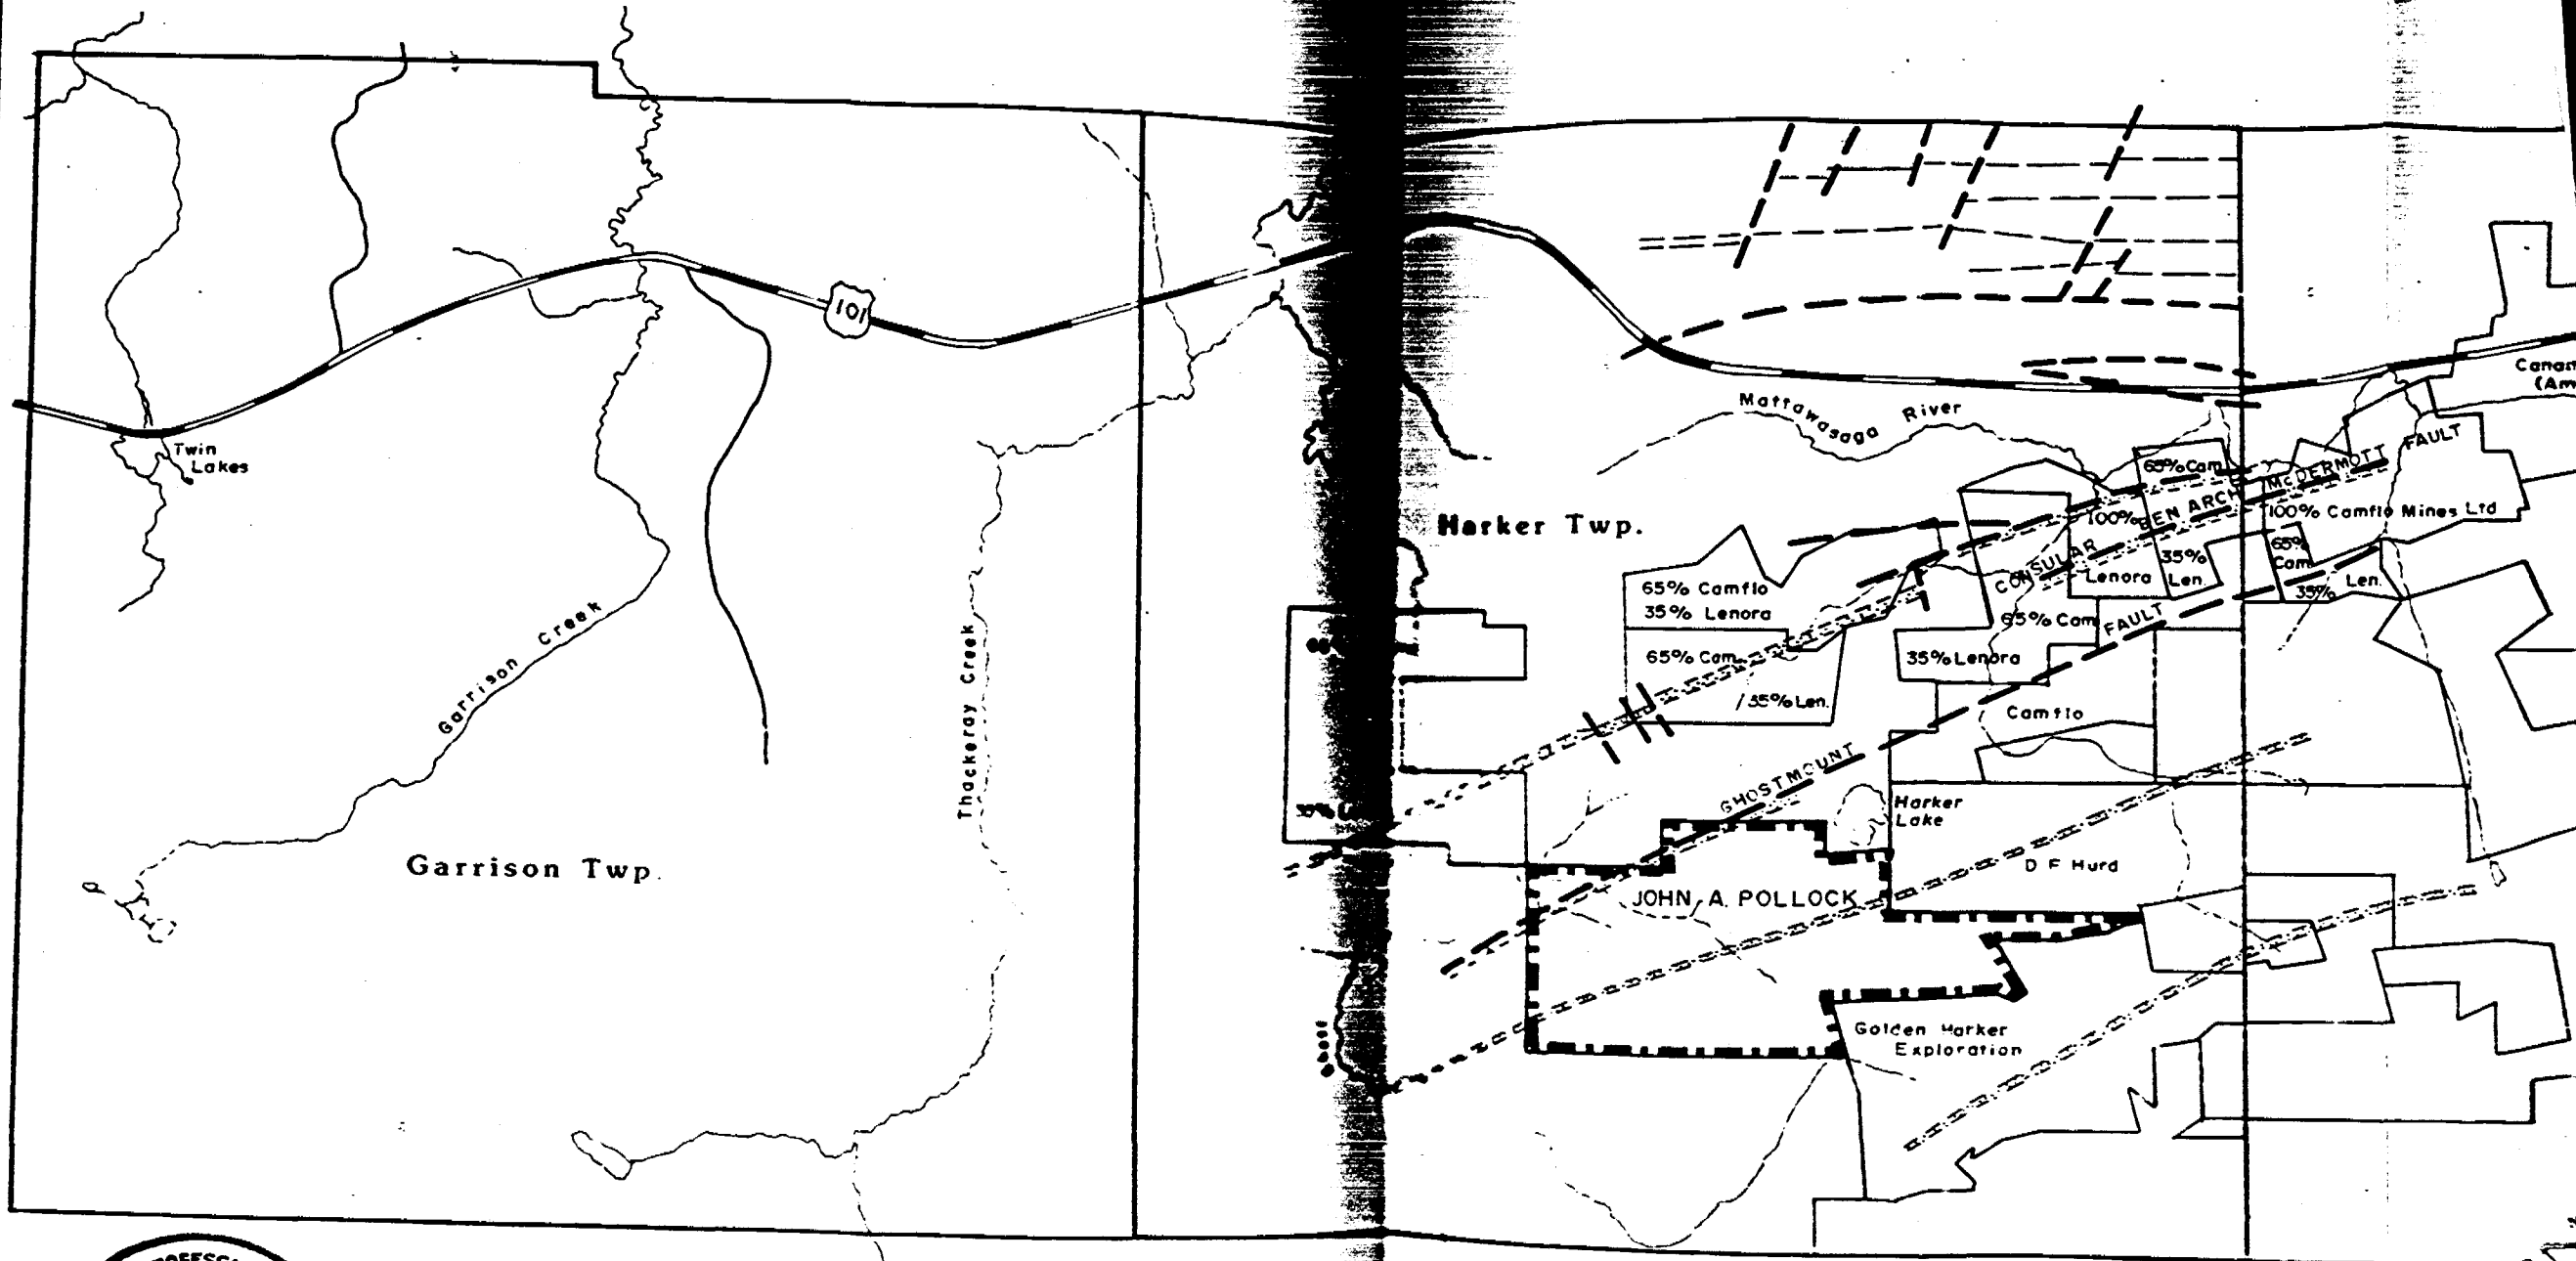 101
Twin
Lakes
Mattawasaga River
Harker Twp.
65% Cam
McDERMOTT FAULT
100%
BEN ARCH
100% Camflo Mines Ltd
CONSULAR
65%
Cam
35%
Len.
Lenora
35%
Len.
65% Camflo
35% Lenora
65% Cam
FAULT
65% Cam.
35% Lenora
35% Len.
Camflo
Garrison Creek
Thackeray Creek
GHOSTMOUNT
Harker
Lake
Garrison Twp.
JOHN A. POLLOCK
D F Hurd
Golden Harker
Exploration